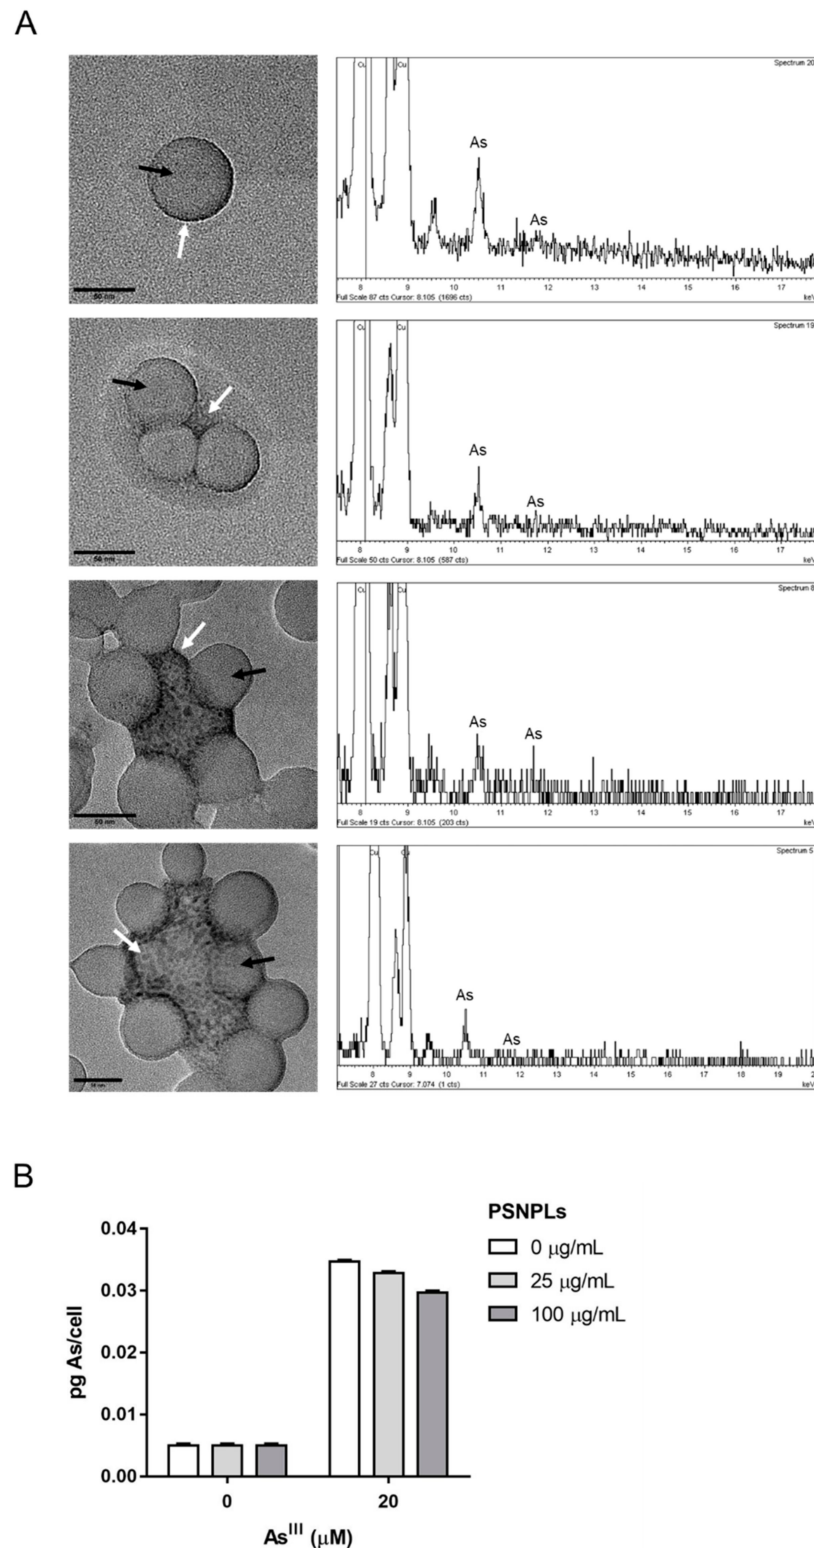 A
Spectrum 20
Cu
Cu
As
As
50 nm
8 9 10 11 12 13 14 15 16 17
Full Scale 87 cts Cursor: 8.105 (1696 cts)
keV
Spectrum 19
Cu
Cu
As
As
50 nm
8 9 10 11 12 13 14 15 16 17
Full Scale 50 cts Cursor: 8.105 (587 cts)
keV
Spectrum 8
Cu
Cu
As
As
50 nm
8 9 10 11 12 13 14 15 16 17
Full Scale 19 cts Cursor: 8.105 (203 cts)
keV
Spectrum 5
Cu
As
As
8 9 10 11 12 13 14 15 16 17 18 19
Full Scale 27 cts Cursor: 7.074 (1 cts)
keV
B
PSNPLs
0 μg/mL
25 μg/mL
100 μg/mL
pg As/cell
0.04
0.03
0.02
0.01
0.00
0 20
As^III (μM)